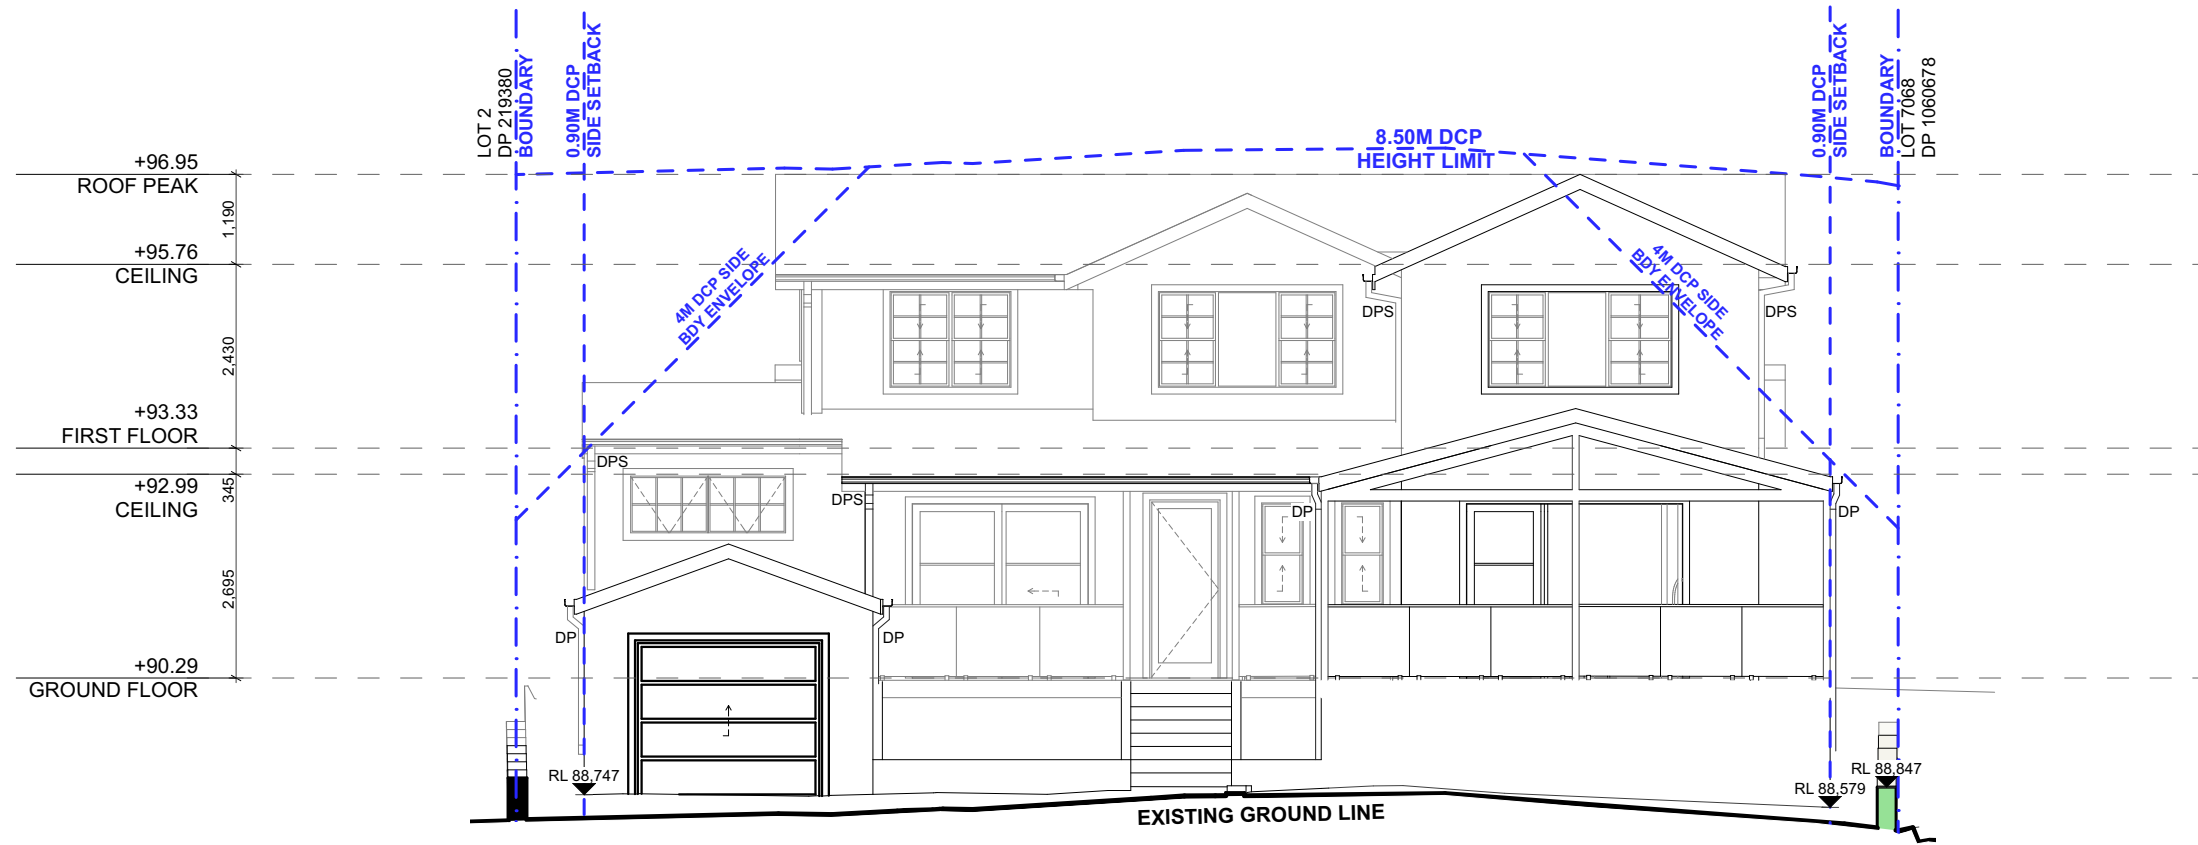 LOT 2
DP 219380
BOUNDARY
0.90M DCP
SIDE SETBACK
8.50M DCP
HEIGHT LIMIT
0.90M DCP
SIDE SETBACK
BOUNDARY
LOT 7068
DP 1060678
+96.95
ROOF PEAK
1,190
+95.76
CEILING
2,430
+93.33
FIRST FLOOR
345
+92.99
CEILING
2,695
+90.29
GROUND FLOOR
4M DCP SIDE
BDY ENVELOPE
4M DCP SIDE
BDY ENVELOPE
DPS
DPS
DPS
DPS
DP
DP
DP
DP
RL 88,747
RL 88,847
RL 88,579
EXISTING GROUND LINE